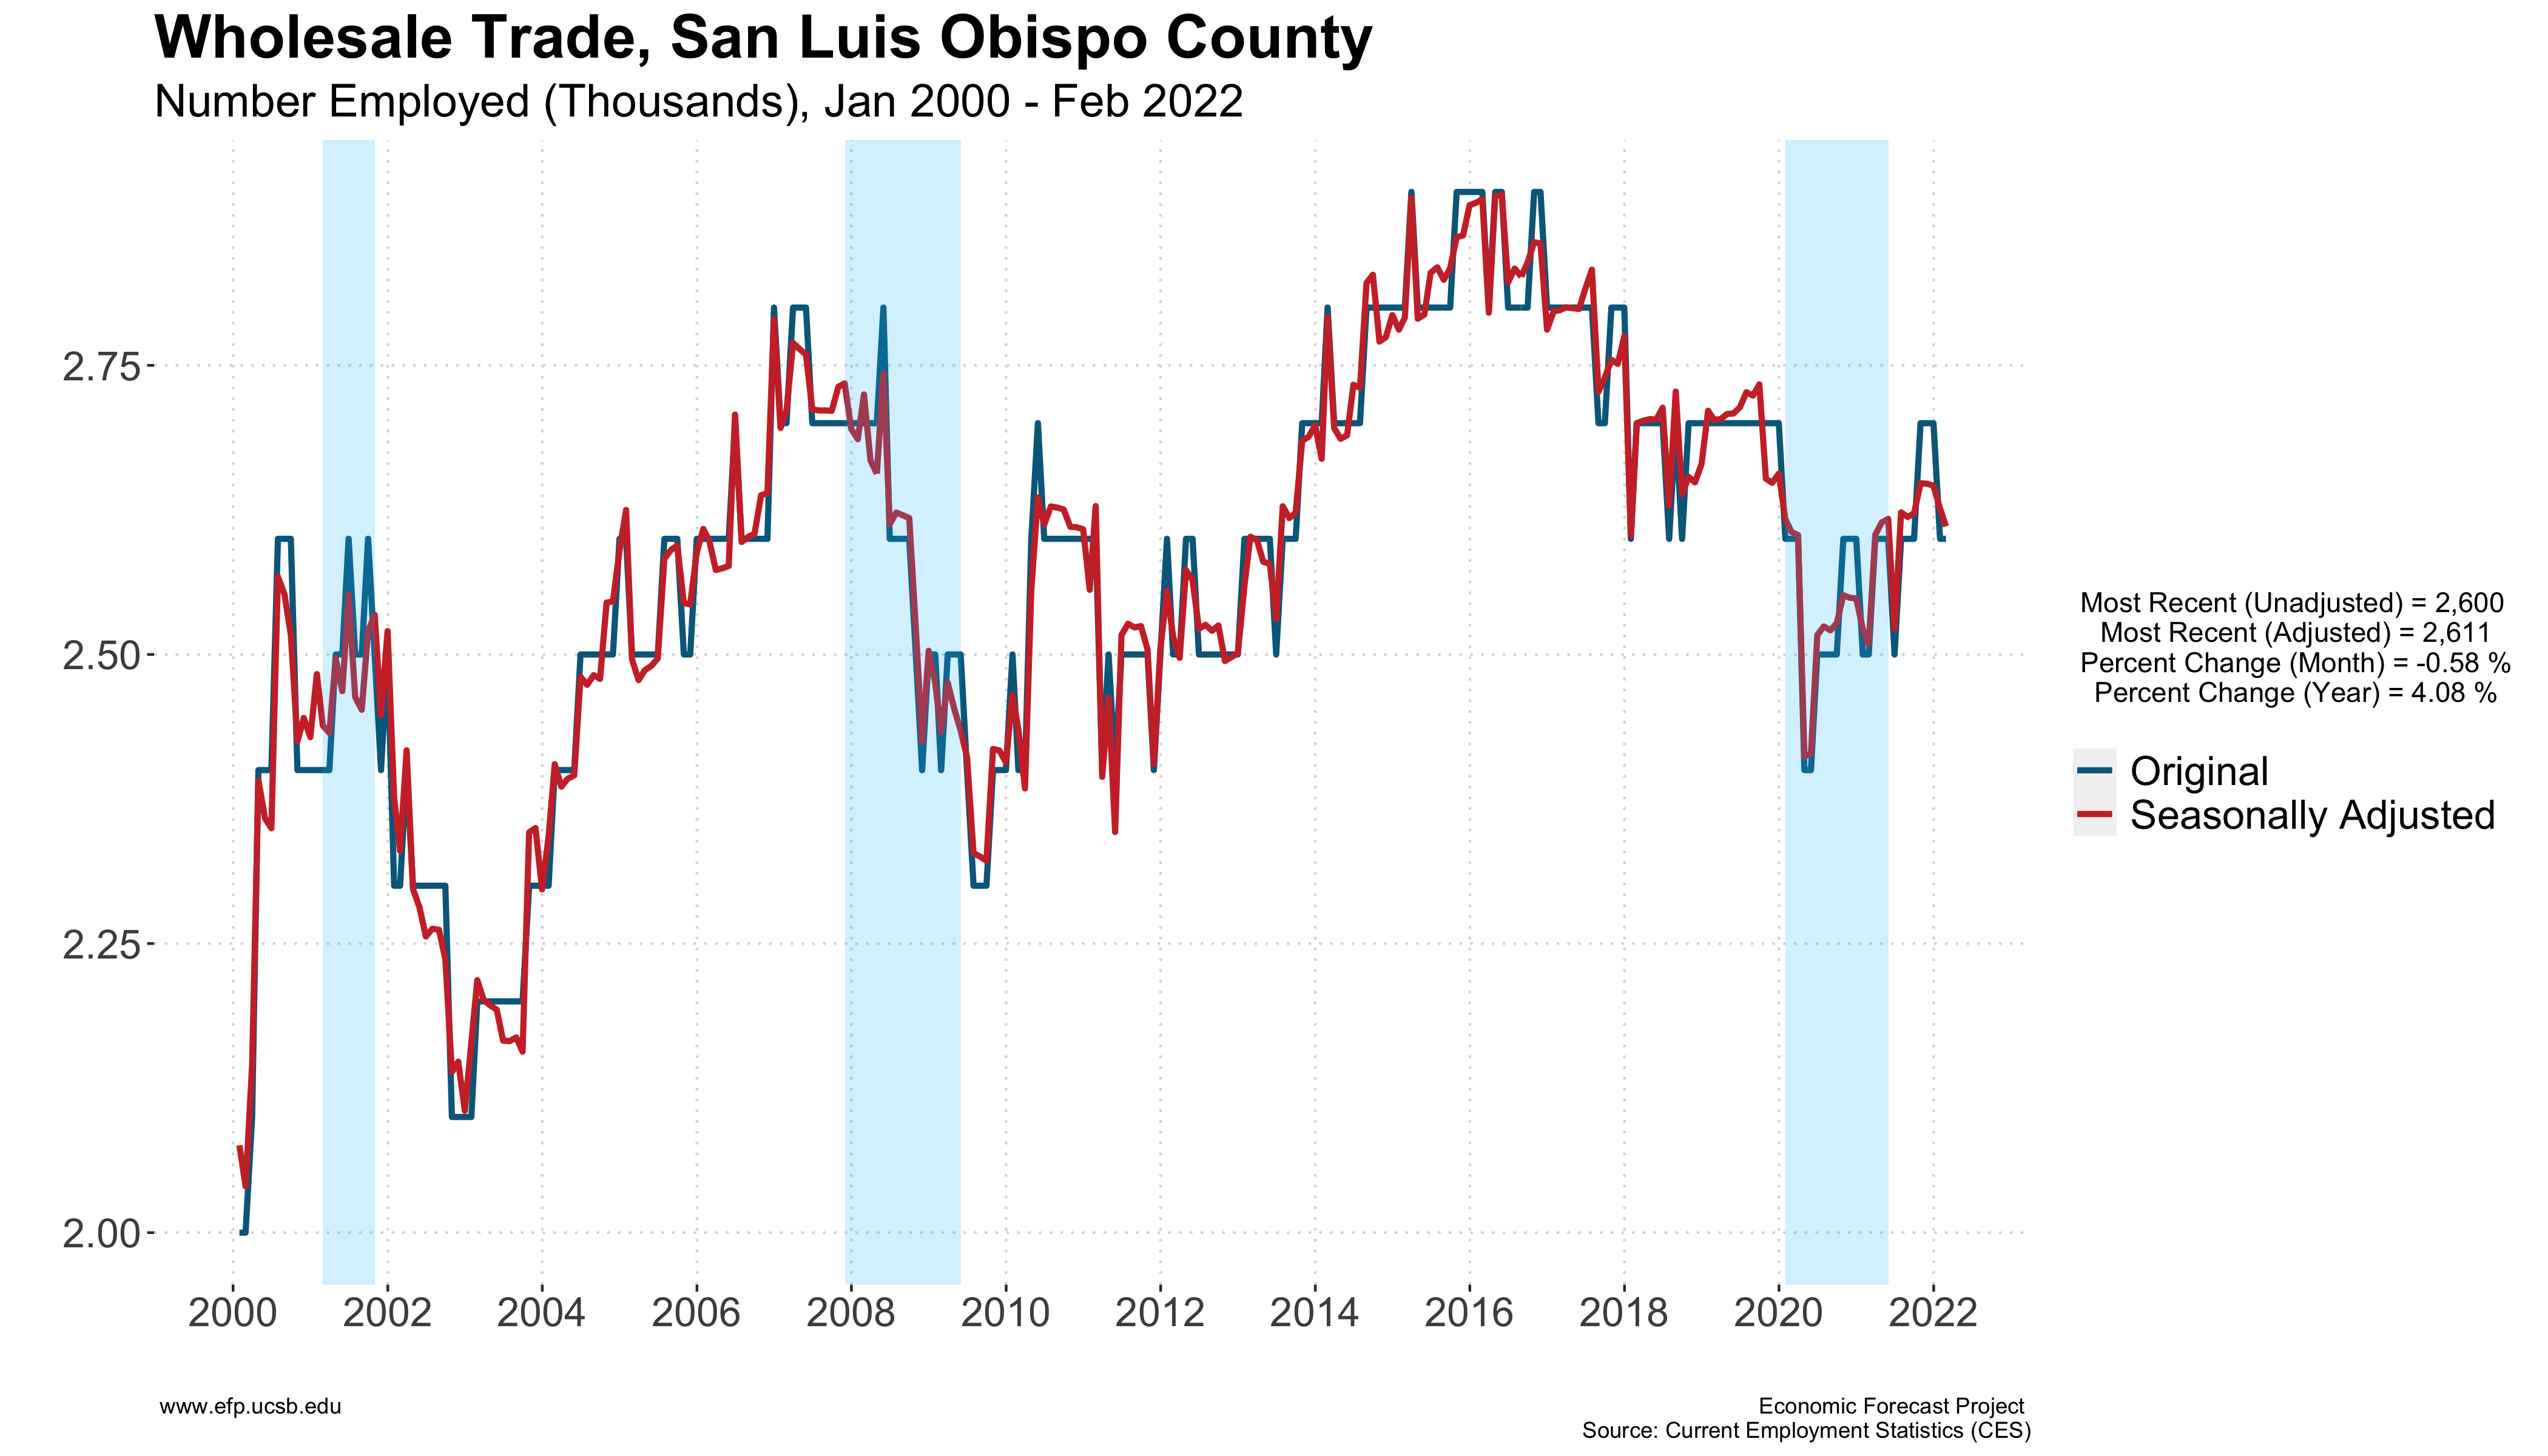 Wholesale Trade, San Luis Obispo County
Number Employed (Thousands), Jan 2000 - Feb 2022
2.75
2.50
2.25
2.00
2000 2002 2004 2006 2008 2010 2012 2014 2016 2018 2020 2022
Most Recent (Unadjusted) = 2,600
Most Recent (Adjusted) = 2,611
Percent Change (Month) = -0.58 %
Percent Change (Year) = 4.08 %
Original
Seasonally Adjusted
www.efp.ucsb.edu
Economic Forecast Project
Source: Current Employment Statistics (CES)